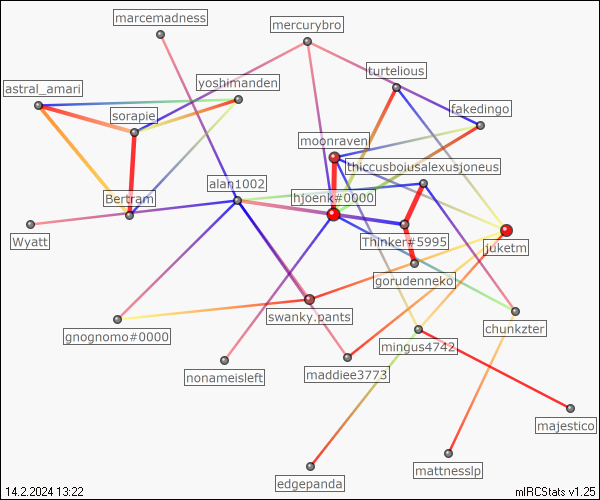 marcemadness
mercurybro
turtelious
astral_amari
yoshimanden
fakedingo
sorapie
moonraven
thiccusboiusalexusjoneus
alan1002
Bertram
hjoenk#0000
Wyatt
Thinker#5995
juketm
gorudenneko
swanky.pants
chunkzter
gnognomo#0000
mingus4742
nonameisleft
maddiee3773
majestico
mattnesslp
edgepanda
14.2.2024 13:22
mIRCStats v1.25